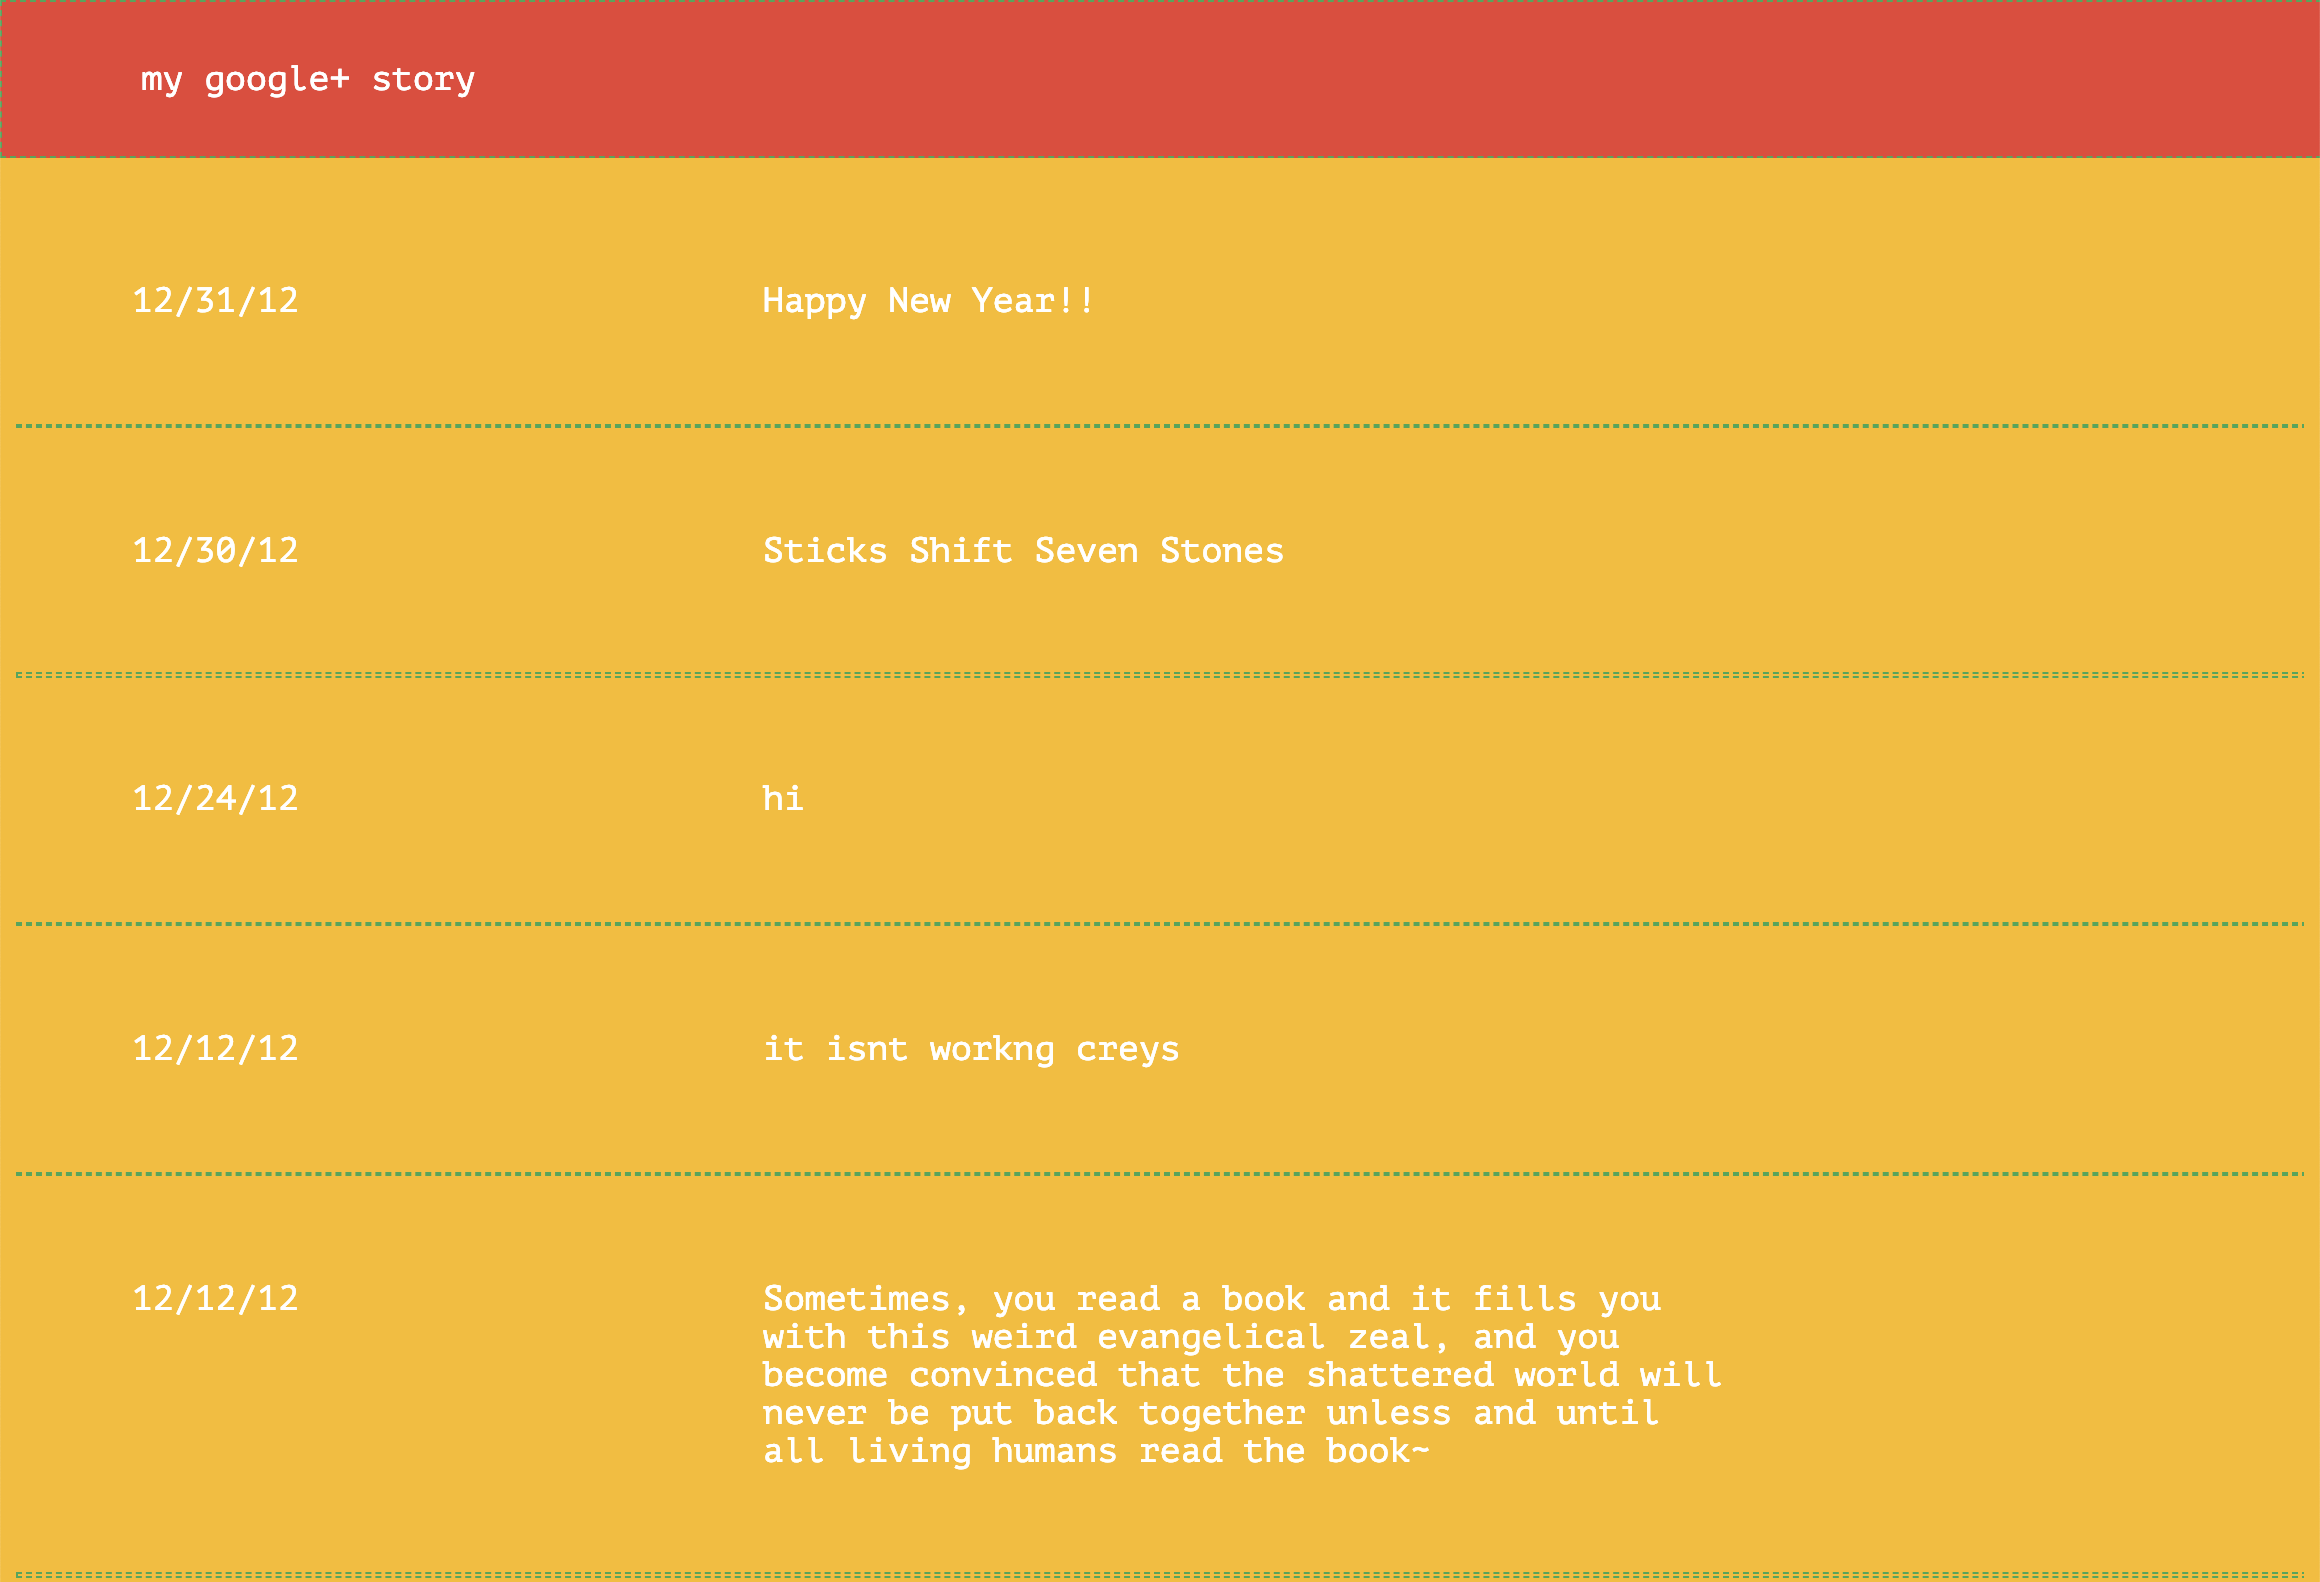 my google+ story
12/31/12 Happy New Year!!
12/30/12 Sticks Shift Seven Stones
12/24/12 hi
12/12/12 it isnt workng creys
12/12/12 Sometimes, you read a book and it fills you
with this weird evangelical zeal, and you
become convinced that the shattered world will
never be put back together unless and until
all living humans read the book~